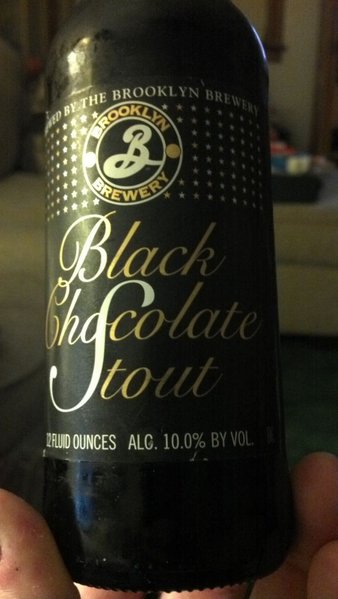 BY THE BROOKLYN BREWERY
BROOKLYN
B
BREWERY
Black
Chocolate
Stout
12 FLUID OUNCES ALC. 10.0% BY VOL.